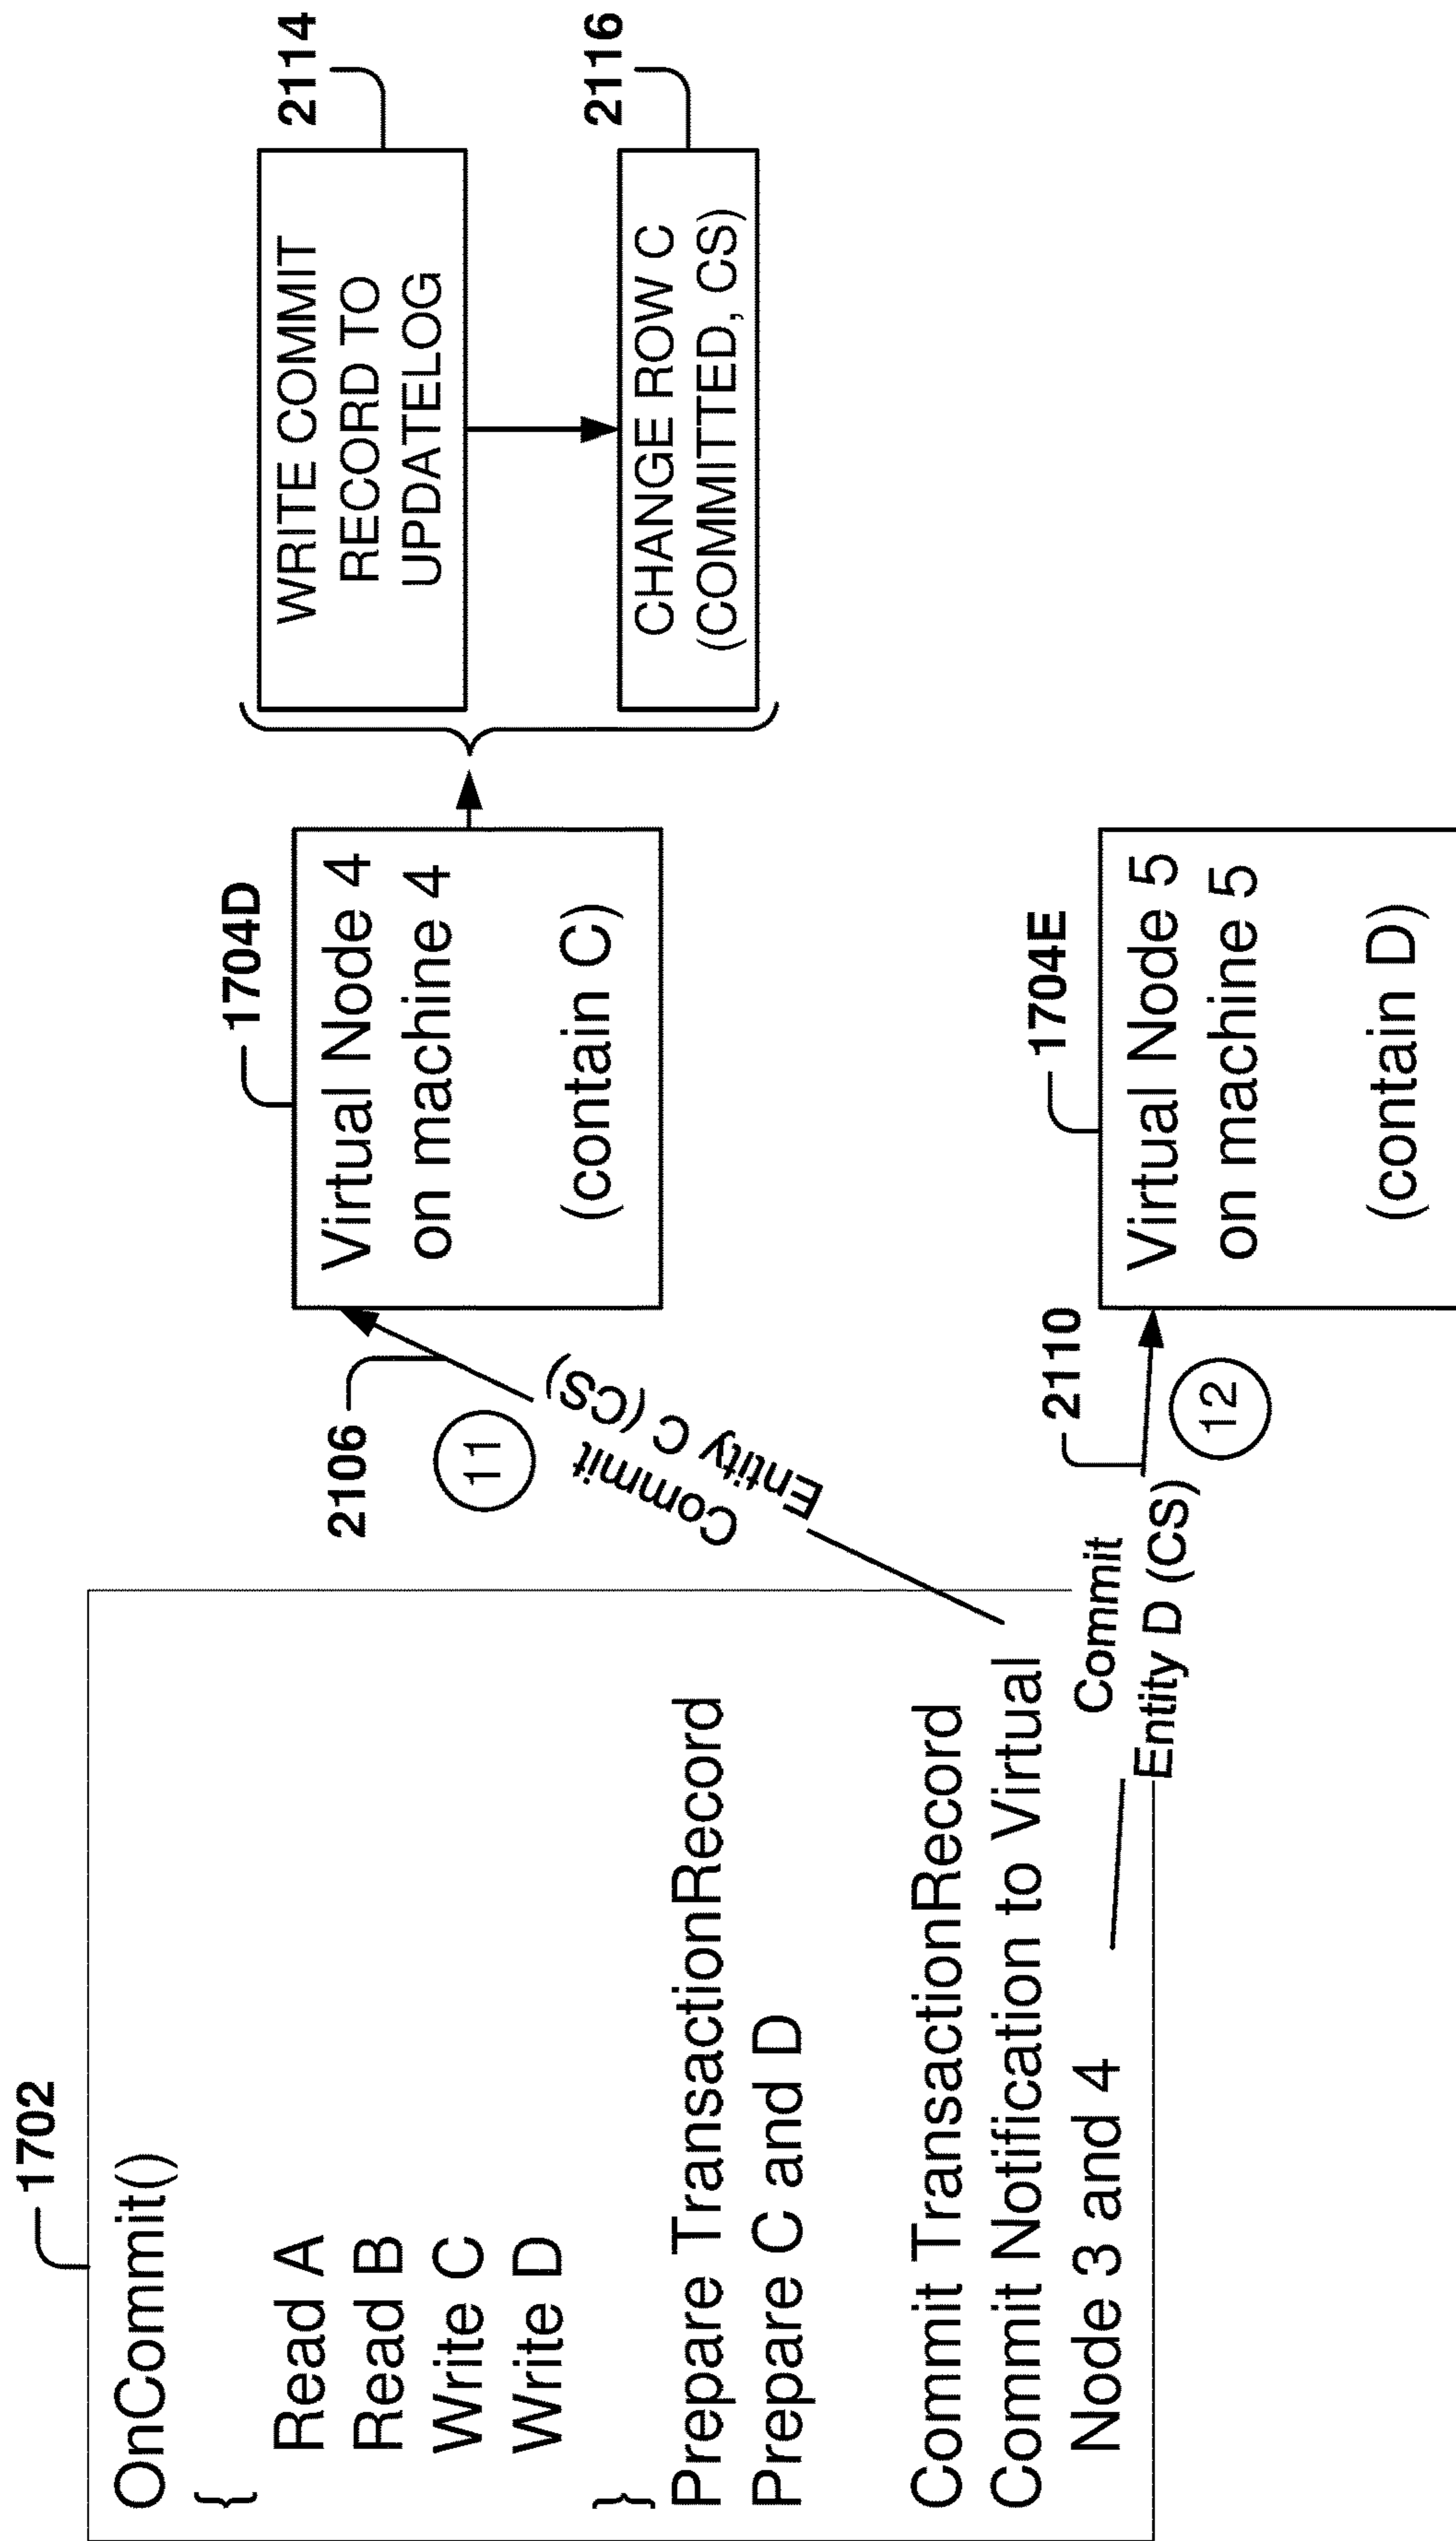 1702
OnCommit()
{
Read A
Read B
Write C
Write D
}
Prepare TransactionRecord
Prepare C and D
Commit TransactionRecord
Commit Notification to Virtual
Node 3 and 4
2106
11
Commit
Entity C (CS)
2110
12
Commit
Entity D (CS)
1704D
Virtual Node 4
on machine 4
(contain C)
1704E
Virtual Node 5
on machine 5
(contain D)
2114
WRITE COMMIT
RECORD TO
UPDATELOG
2116
CHANGE ROW C
(COMMITTED, CS)